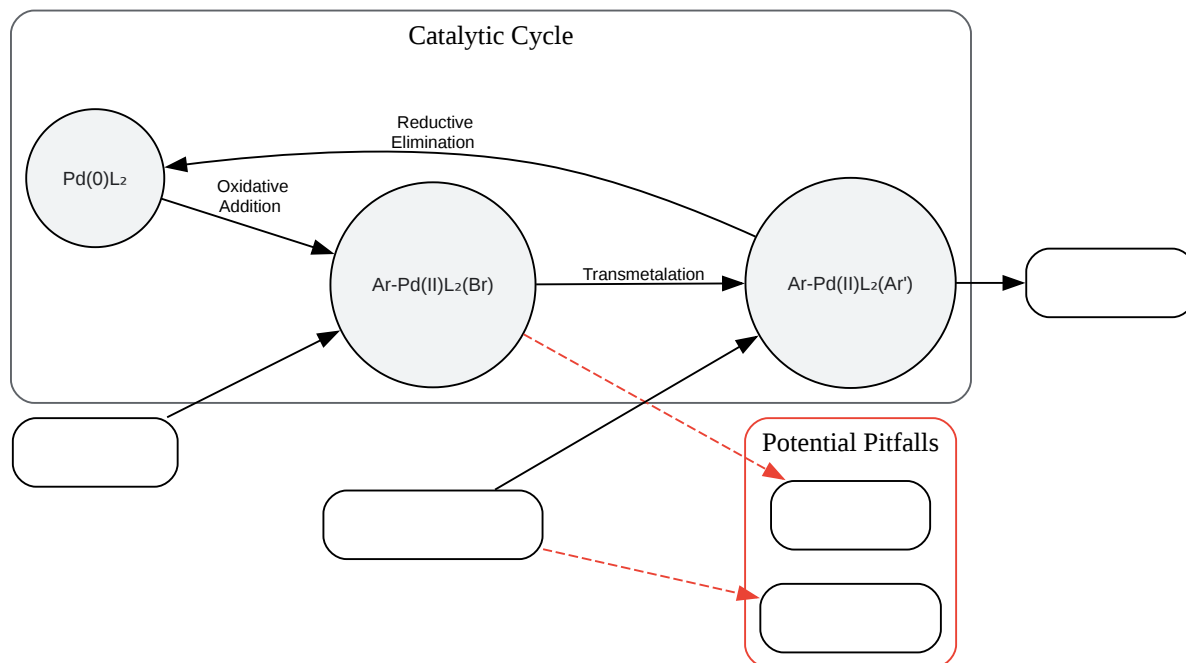 Catalytic Cycle
Reductive
Elimination
Pd(0)L₂
Oxidative
Addition
Ar-Pd(II)L₂(Br)
Transmetalation
Ar-Pd(II)L₂(Ar')
Potential Pitfalls